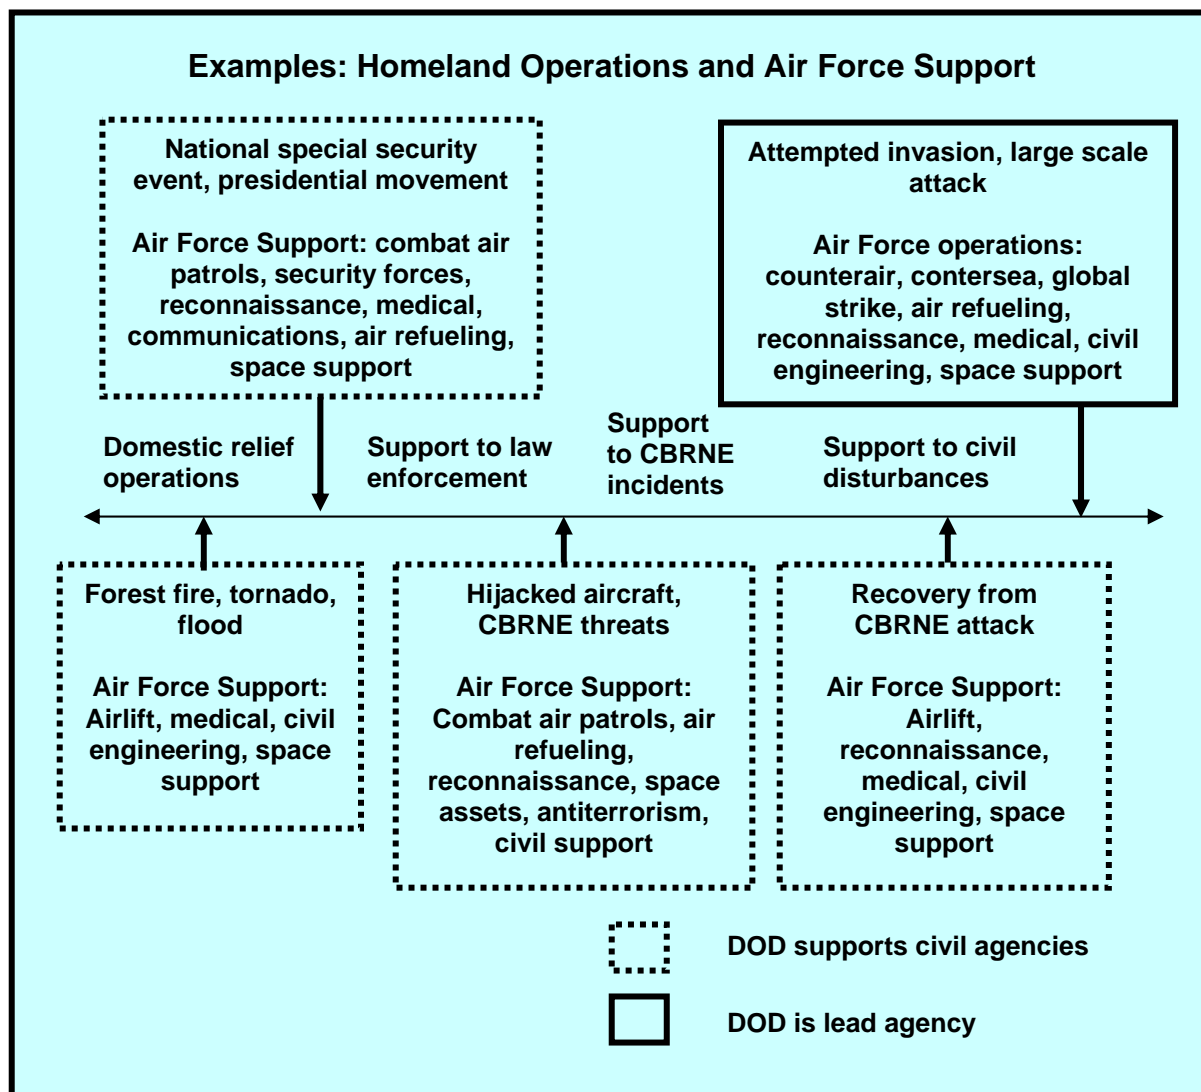 Examples: Homeland Operations and Air Force Support
National special security
event, presidential movement
Air Force Support: combat air
patrols, security forces,
reconnaissance, medical,
communications, air refueling,
space support
Attempted invasion, large scale
attack
Air Force operations:
counterair, contersea, global
strike, air refueling,
reconnaissance, medical, civil
engineering, space support
Domestic relief
operations
Support to law
enforcement
Support
to CBRNE
incidents
Support to civil
disturbances
Forest fire, tornado,
flood
Air Force Support:
Airlift, medical, civil
engineering, space
support
Hijacked aircraft,
CBRNE threats
Air Force Support:
Combat air patrols, air
refueling,
reconnaissance, space
assets, antiterrorism,
civil support
Recovery from
CBRNE attack
Air Force Support:
Airlift,
reconnaissance,
medical, civil
engineering, space
support
DOD supports civil agencies
DOD is lead agency